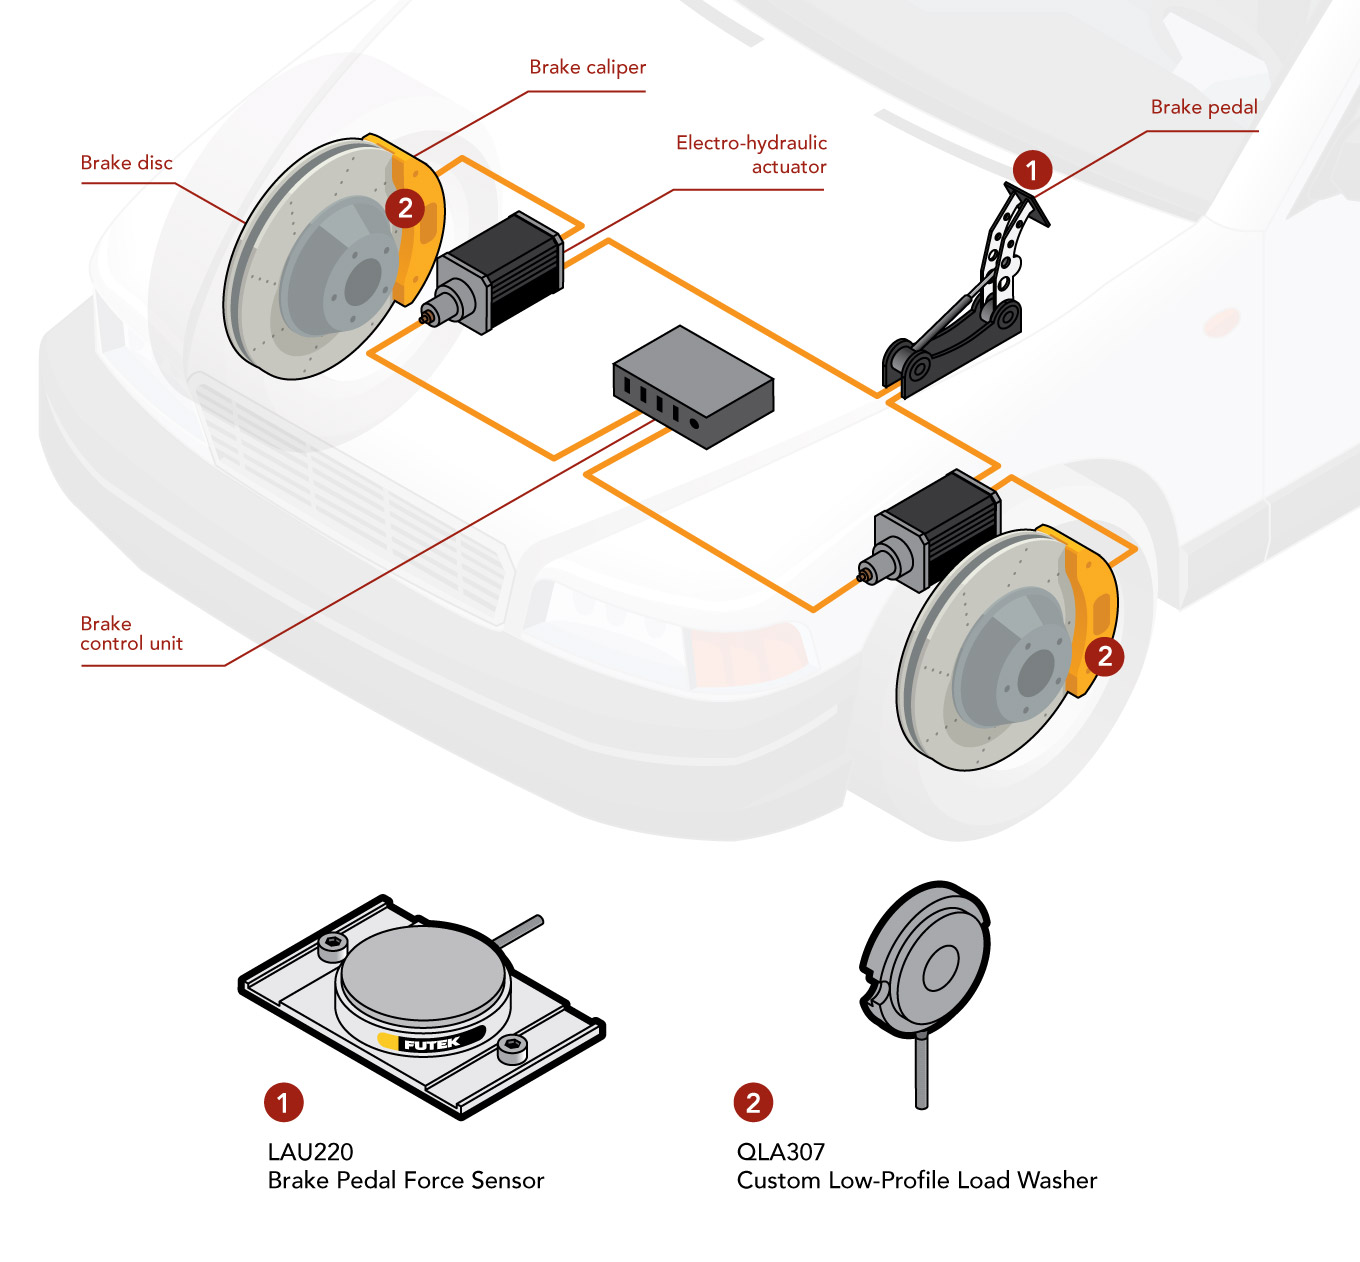 Brake caliper
Brake pedal
Electro-hydraulic
actuator
Brake disc
1
2
Brake
control unit
2
FUTEK
1
2
LAU220
Brake Pedal Force Sensor
QLA307
Custom Low-Profile Load Washer